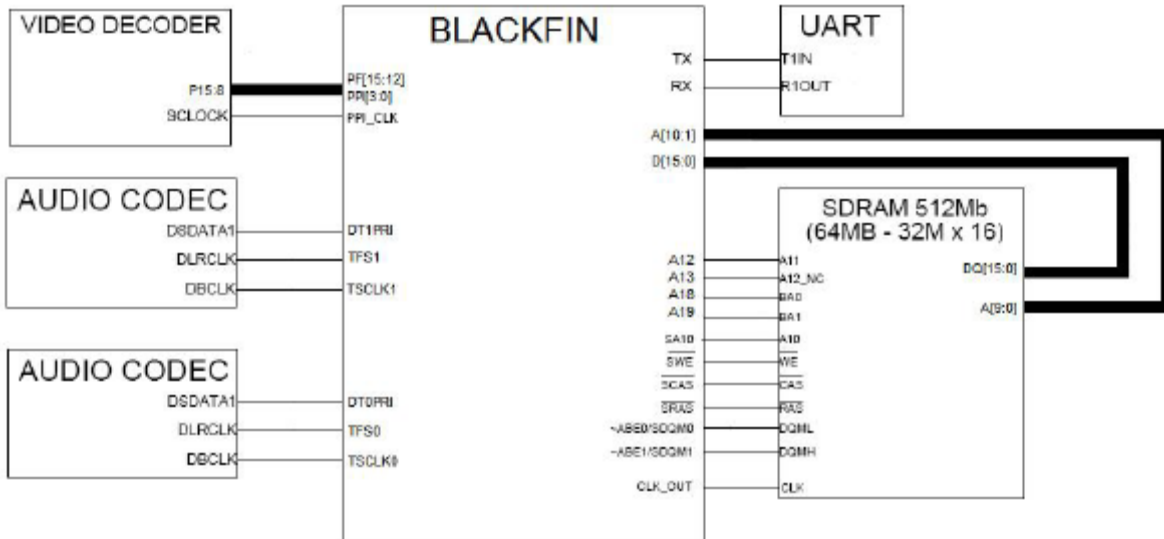 VIDEO DECODER
P15:8
SCLOCK
AUDIO CODEC
DSDATA1
DLRCLK
DBCLK
AUDIO CODEC
DSDATA1
DLRCLK
DBCLK
BLACKFIN
PF[15:12]
PPI[3:0]
PPI_CLK
DT1PRI
TFS1
TSCLK1
DT0PRI
TFS0
TSCLK0
TX
RX
A[10:1]
D[15:0]
A12
A13
A18
A19
SA10
SWE
SCAS
SRAS
~ABE0/SDQM0
~ABE1/SDQM1
CLK_OUT
UART
T1IN
R1OUT
SDRAM 512Mb
(64MB - 32M x 16)
A11
A12_NC
BA0
BA1
A10
WE
CAS
RAS
DQML
DQMH
CLK
DQ[15:0]
A[9:0]